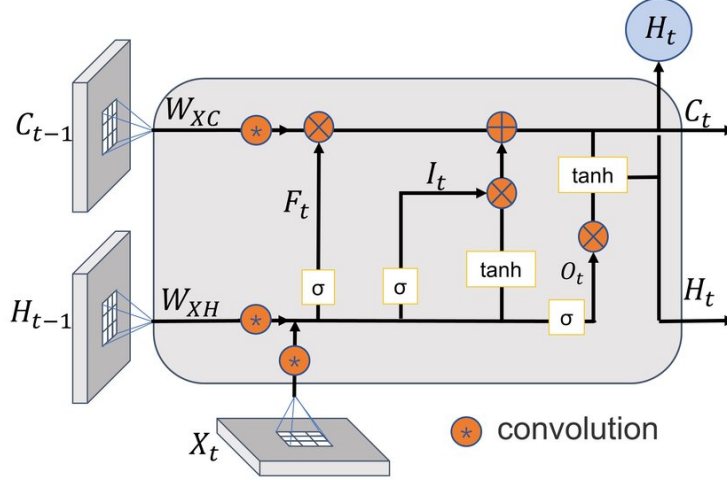 H_t
C_{t-1}
W_{XC}
*
C_t
tanh
I_t
F_t
σ
σ
tanh
O_t
H_{t-1}
W_{XH}
*
σ
H_t
*
X_t
* convolution